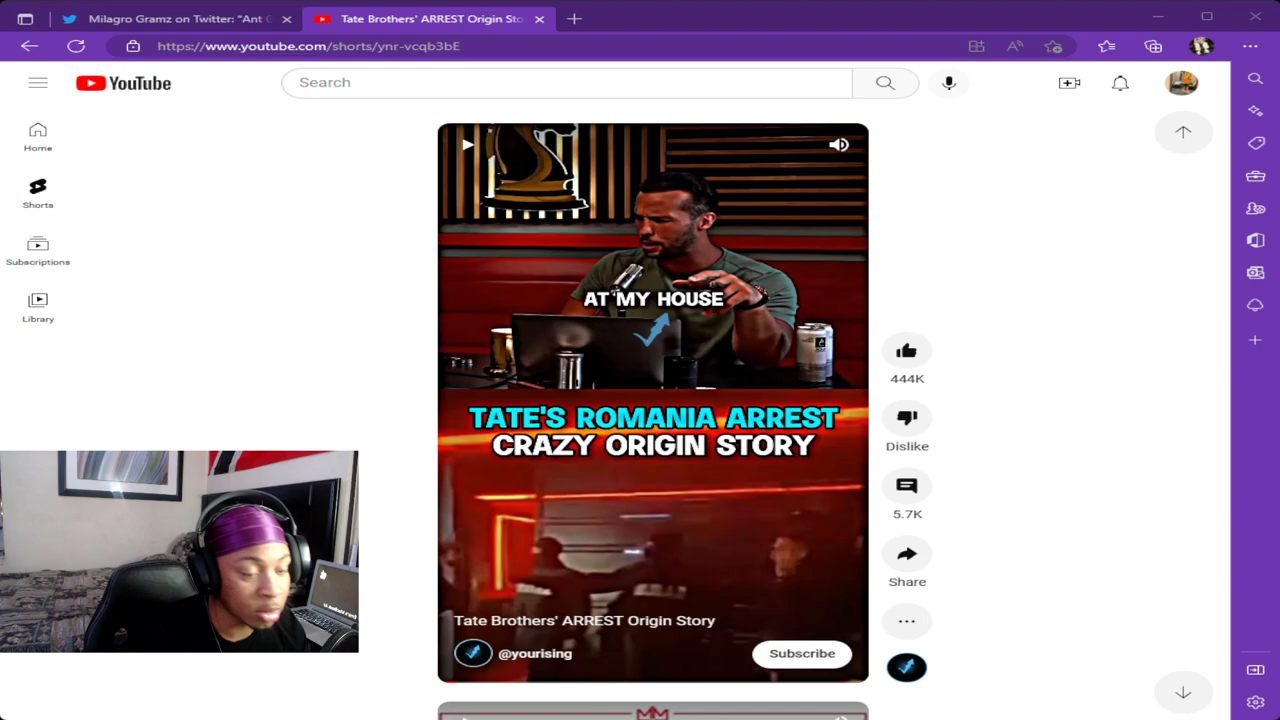 Milagro Gramz on Twitter: "Ant
Tate Brothers' ARREST Origin Sto
https://www.youtube.com/shorts/ynr-vcqb3bE
YouTube
Search
Home
Shorts
Subscriptions
Library
AT MY HOUSE
TATE'S ROMANIA ARREST
CRAZY ORIGIN STORY
Tate Brothers' ARREST Origin Story
@yourising
Subscribe
444K
Dislike
5.7K
Share